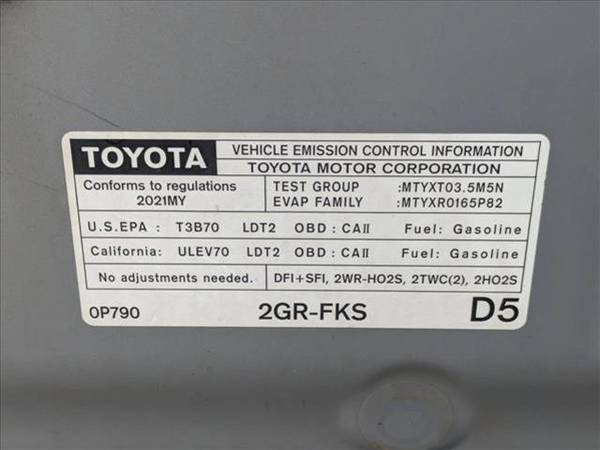 TOYOTA
VEHICLE EMISSION CONTROL INFORMATION
TOYOTA MOTOR CORPORATION
Conforms to regulations
2021MY
TEST GROUP :MTYXT03.5M5N
EVAP FAMILY :MTYXR0165P82
U.S.EPA : T3B70 LDT2 OBD : CAII Fuel: Gasoline
California: ULEV70 LDT2 OBD : CAII Fuel: Gasoline
No adjustments needed. DFI+SFI, 2WR-HO2S, 2TWC(2), 2HO2S
0P790 2GR-FKS D5